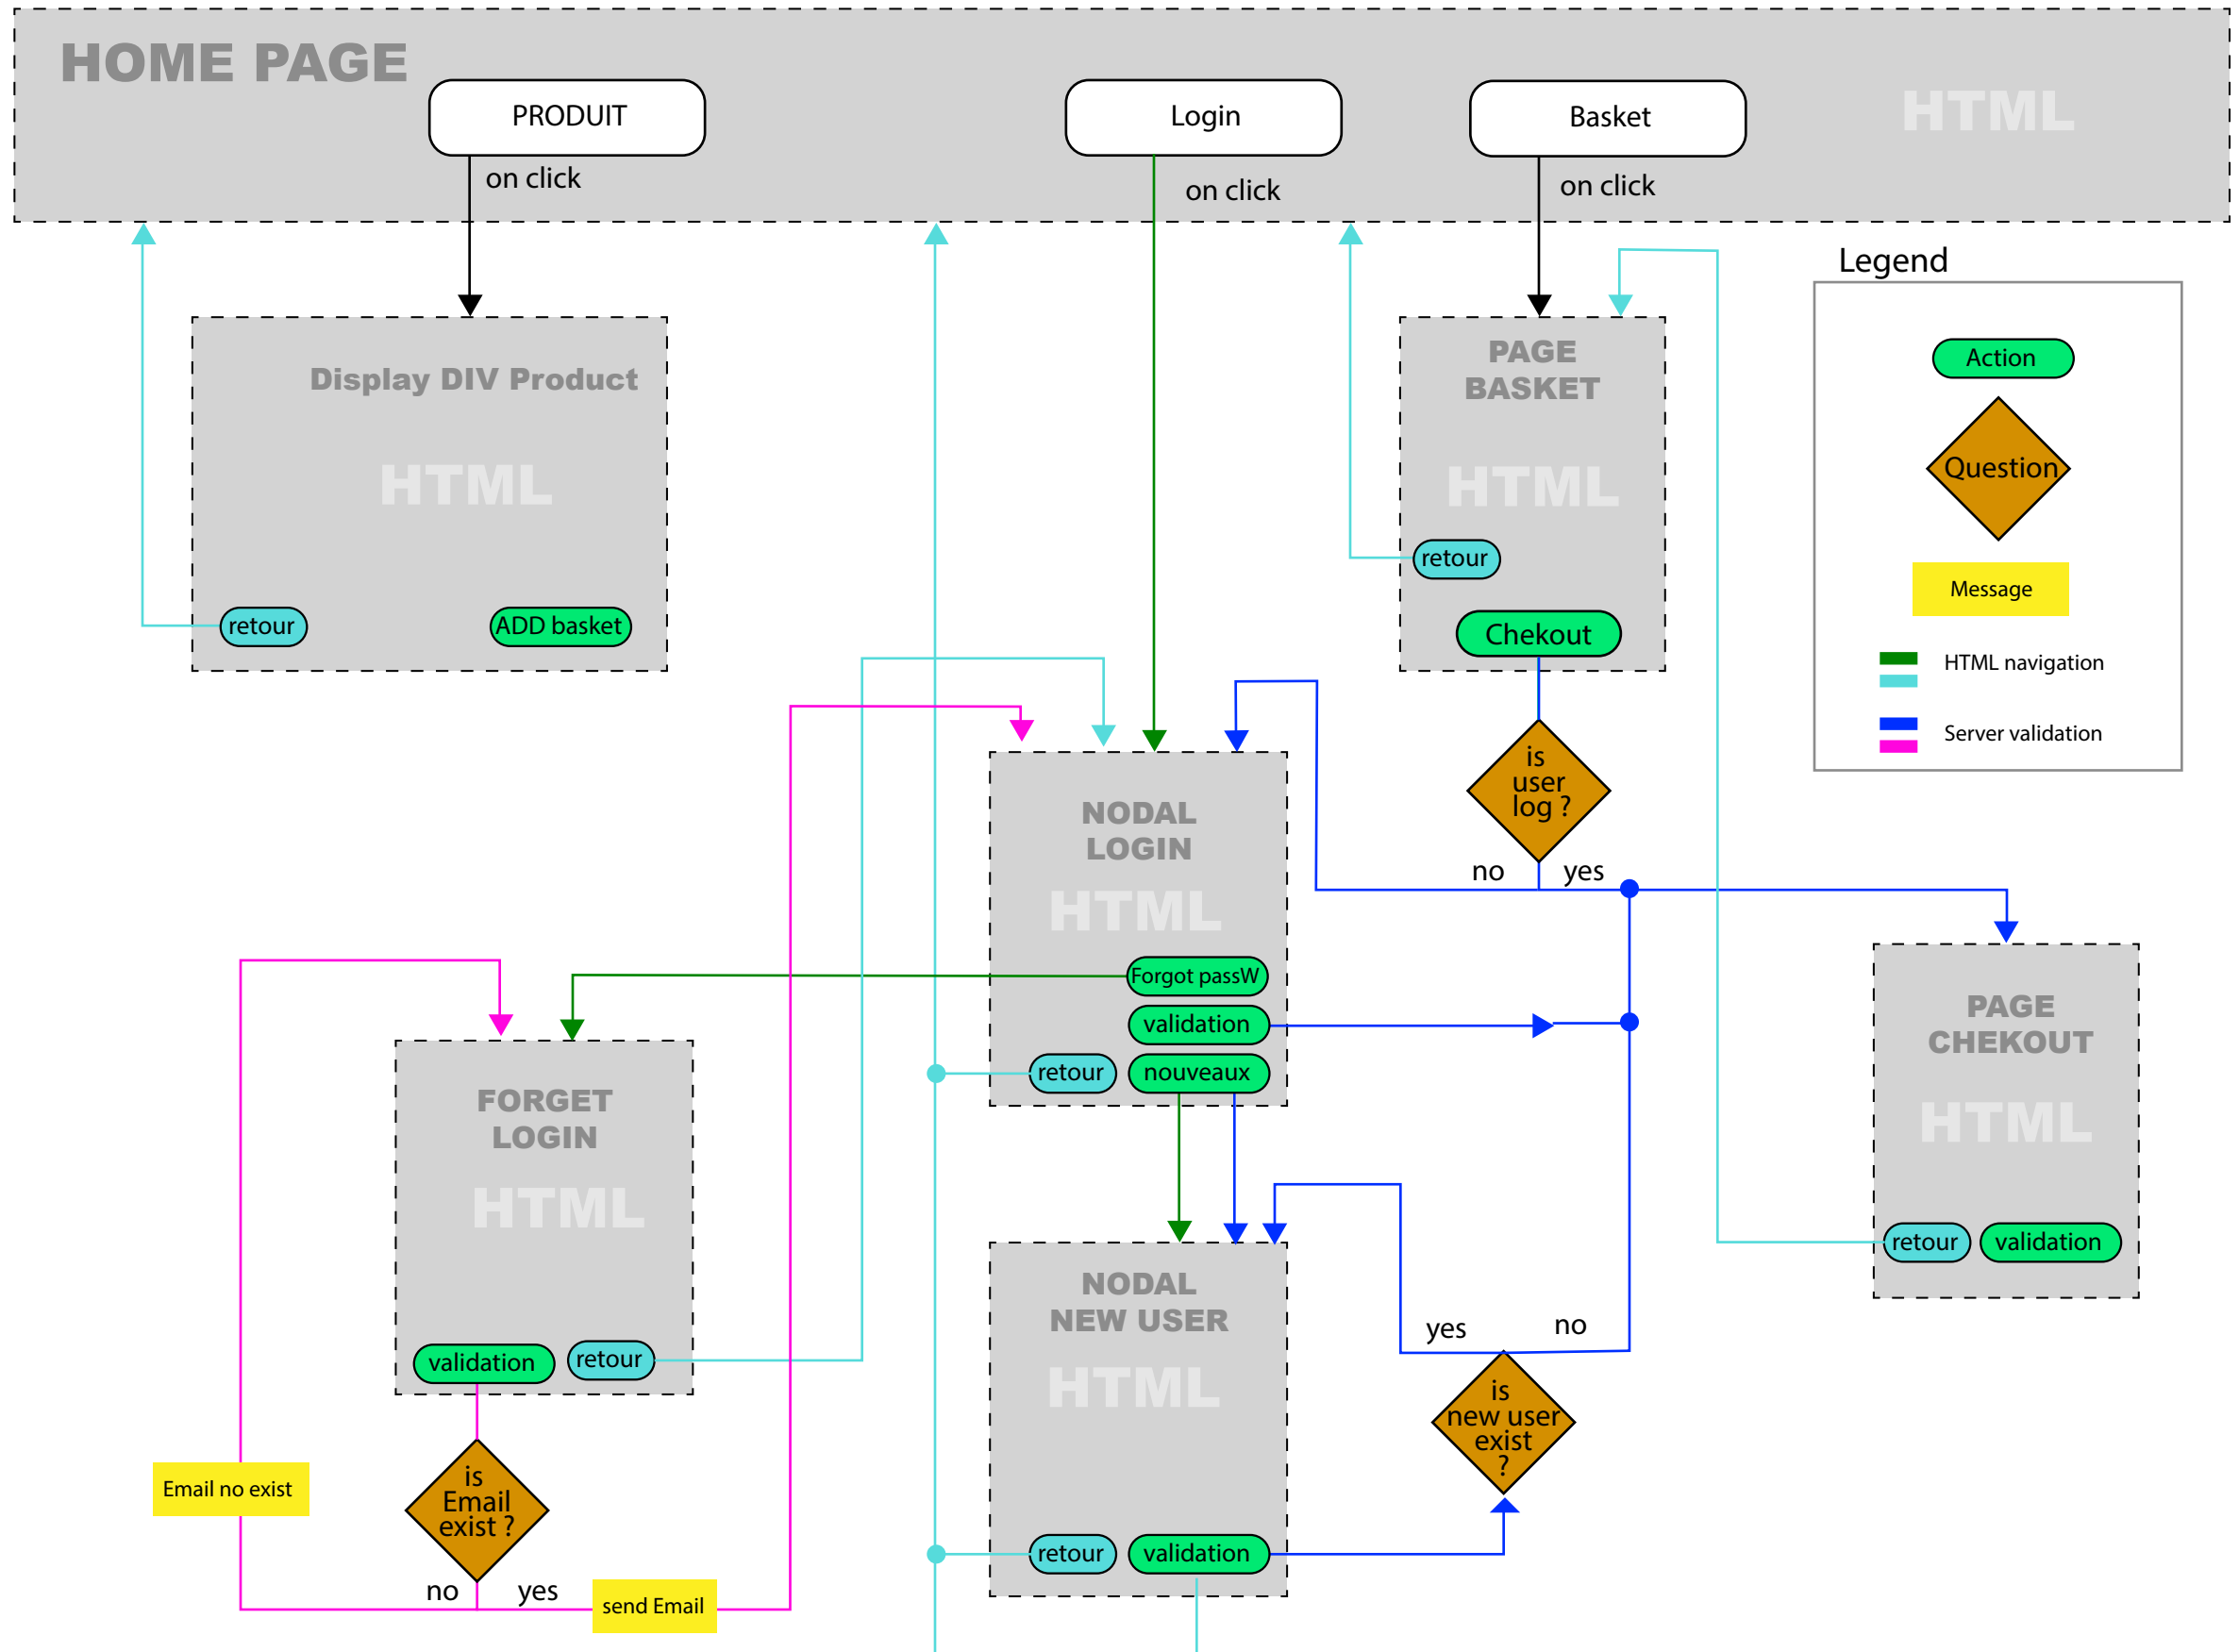 HOME PAGE
PRODUIT
Login
Basket
HTML
on click
on click
on click
Legend
Action
Question
Message
HTML navigation
Server validation
Display DIV Product
HTML
retour
ADD basket
PAGE
BASKET
HTML
retour
Chekout
is
user
log ?
no
yes
NODAL
LOGIN
HTML
Forgot passW
validation
retour
nouveaux
PAGE
CHEKOUT
HTML
retour
validation
FORGET
LOGIN
HTML
validation
retour
Email no exist
is
Email
exist ?
no
yes
send Email
NODAL
NEW USER
HTML
retour
validation
yes
no
is
new user
exist
?